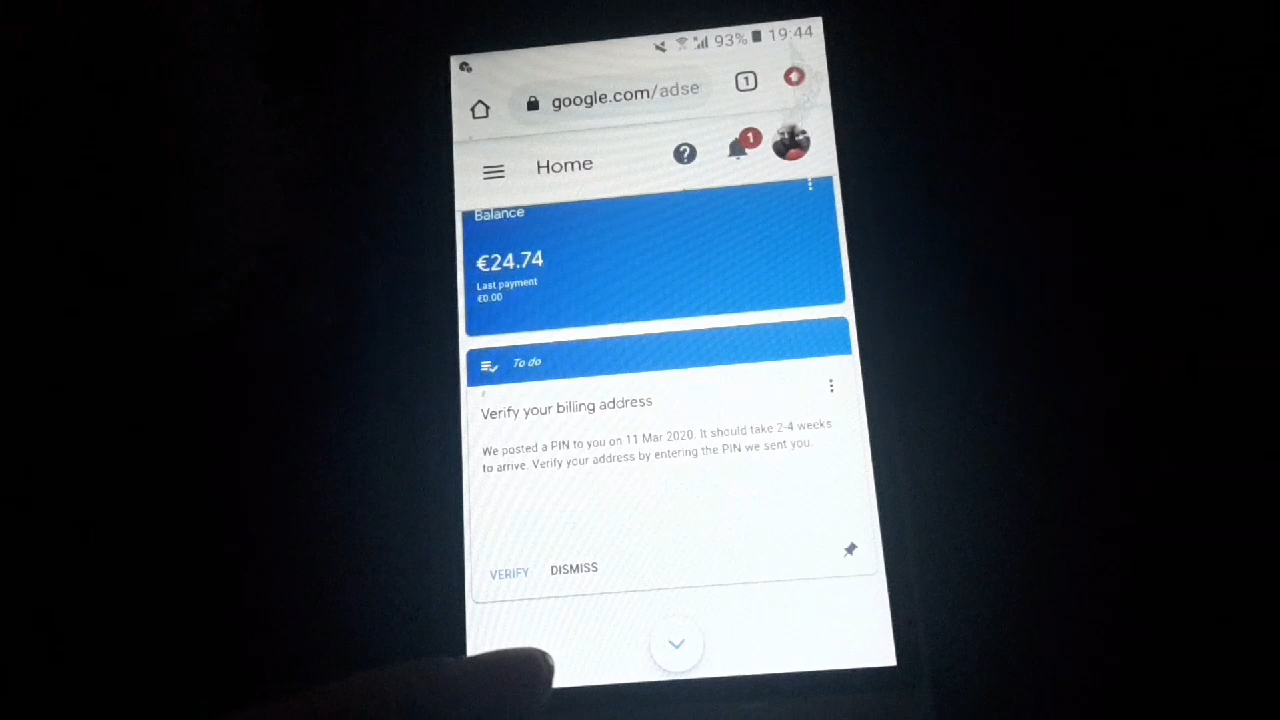 93% 19:44
google.com/adse
1
Home
?
1
Balance
€24.74
Last payment
€0.00
To do
Verify your billing address
We posted a PIN to you on 11 Mar 2020. It should take 2-4 weeks
to arrive. Verify your address by entering the PIN we sent you.
VERIFY DISMISS